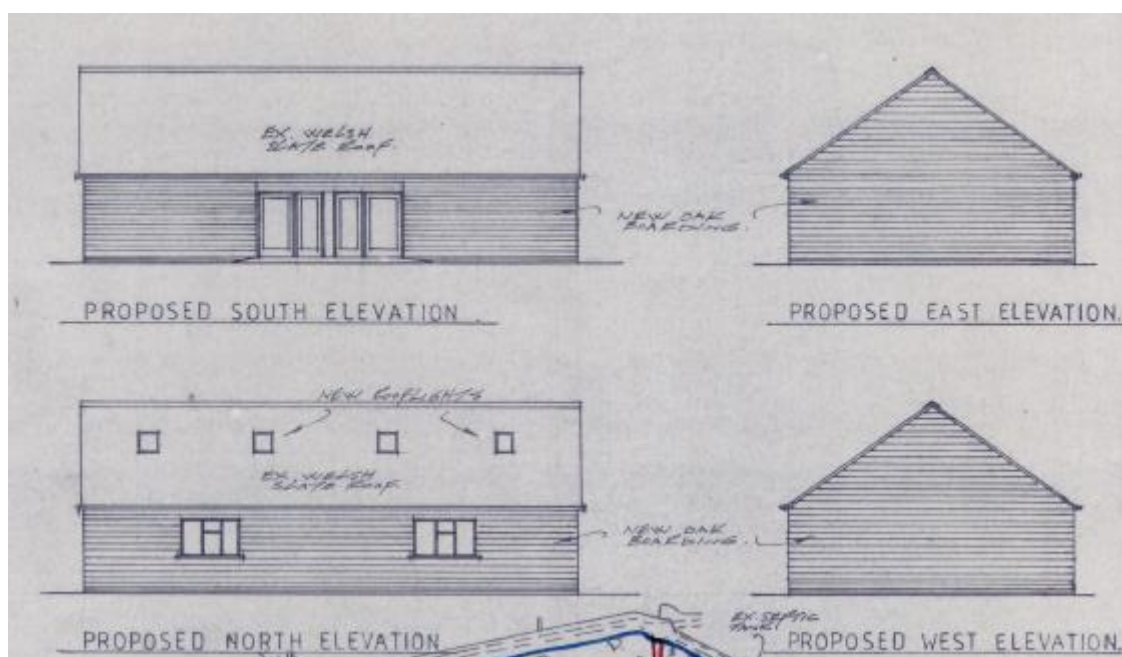 EX. WELSH
SLATE ROOF.
NEW OAK
BOARDING.
PROPOSED SOUTH ELEVATION
PROPOSED EAST ELEVATION.
NEW ROOFLIGHTS
EX. WELSH
SLATE ROOF.
NEW OAK
BOARDING.
EX. SEPTIC
TANK.
PROPOSED NORTH ELEVATION
PROPOSED WEST ELEVATION.